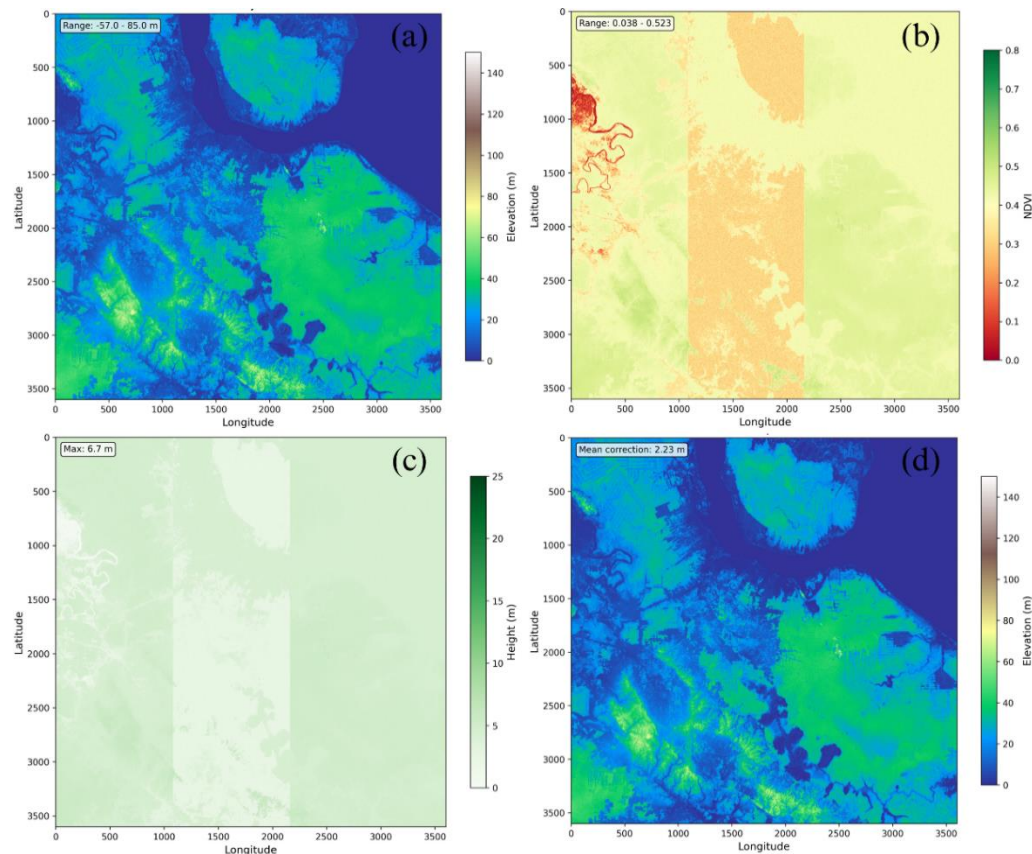 Range: -57.0 - 85.0 m
(a)
0
500
1000
1500
2000
2500
3000
3500
Latitude
0 500 1000 1500 2000 2500 3000 3500
Longitude
140
120
100
80
60
40
20
0
Elevation (m)
Range: 0.038 - 0.523
(b)
0
500
1000
1500
2000
2500
3000
3500
Latitude
0 500 1000 1500 2000 2500 3000 3500
Longitude
0.8
0.7
0.6
0.5
0.4
0.3
0.2
0.1
0.0
NDVI
Max: 6.7 m
(c)
0
500
1000
1500
2000
2500
3000
3500
Latitude
0 500 1000 1500 2000 2500 3000 3500
Longitude
25
20
15
10
5
0
Height (m)
Mean correction: 2.23 m
(d)
0
500
1000
1500
2000
2500
3000
3500
Latitude
0 500 1000 1500 2000 2500 3000 3500
Longitude
140
120
100
80
60
40
20
0
Elevation (m)